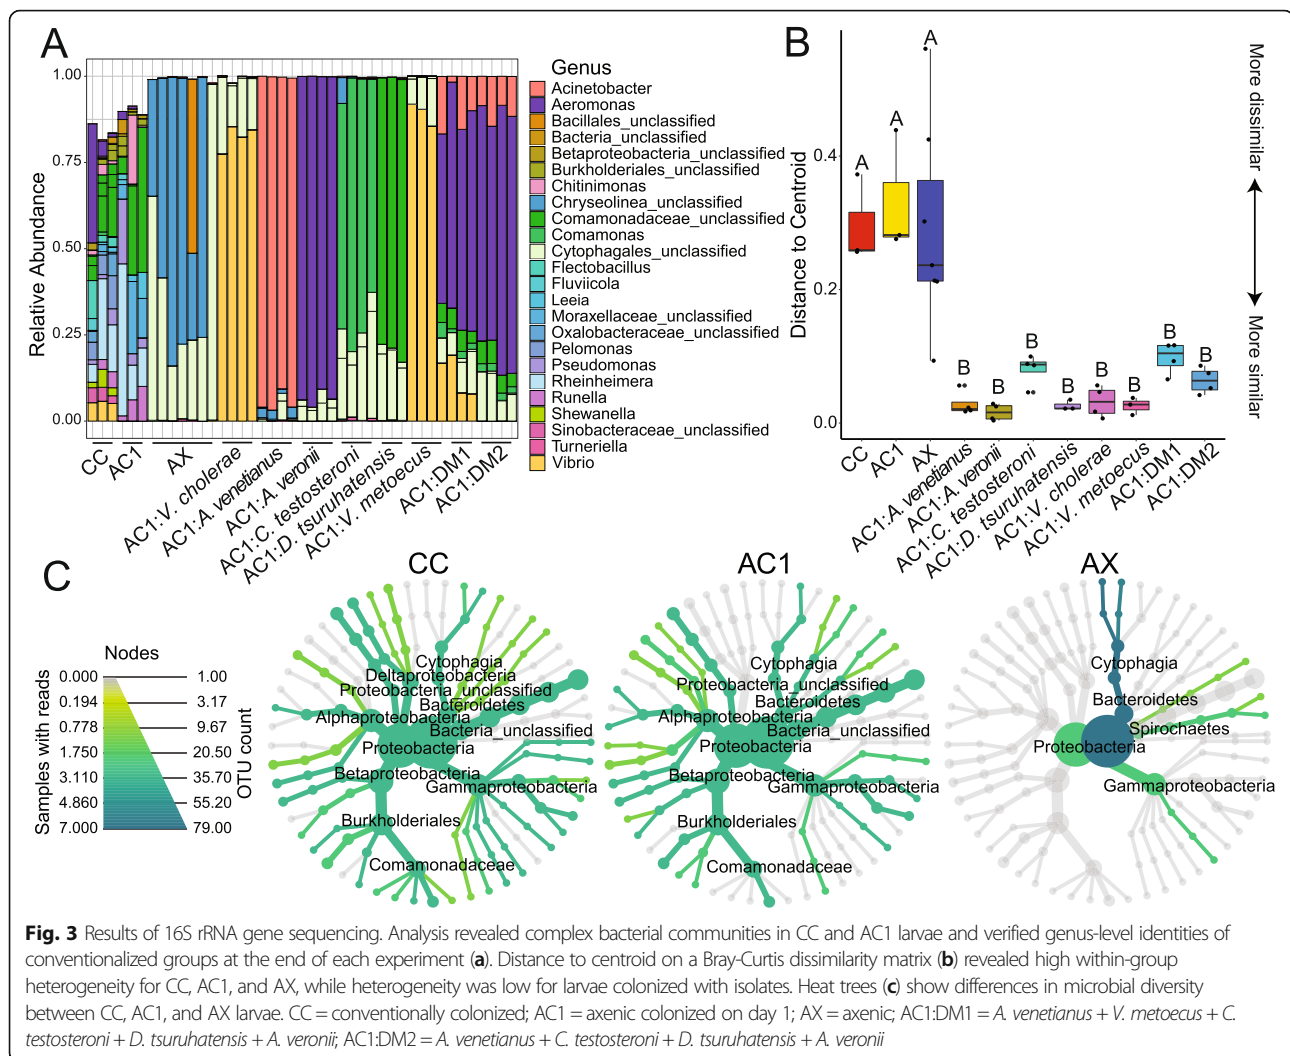 A
Relative Abundance
1.00
0.75
0.50
0.25
0.00
CC
AC1
AX
AC1:V. cholerae
AC1:A. venetianus
AC1:A. veronii
AC1:C. testosteroni
AC1:D. tsuruhatensis
AC1:V. metoecus
AC1:DM1
AC1:DM2
Genus
Acinetobacter
Aeromonas
Bacillales_unclassified
Bacteria_unclassified
Betaproteobacteria_unclassified
Burkholderiales_unclassified
Chitinimonas
Chryseolinea_unclassified
Comamonadaceae_unclassified
Comamonas
Cytophagales_unclassified
Flectobacillus
Fluviicola
Leeia
Moraxellaceae_unclassified
Oxalobacteraceae_unclassified
Pelomonas
Pseudomonas
Rheinheimera
Runella
Shewanella
Sinobacteraceae_unclassified
Turneriella
Vibrio
B
Distance to Centroid
0.4
0.2
0.0
A
A
A
B
B
B
B
B
B
B
B
CC
AC1
AX
AC1:A. venetianus
AC1:A. veronii
AC1:C. testosteroni
AC1:D. tsuruhatensis
AC1:V. cholerae
AC1:V. metoecus
AC1:DM1
AC1:DM2
More dissimilar
More similar
C
Nodes
Samples with reads
0.000
0.194
0.778
1.750
3.110
4.860
7.000
1.00
3.17
9.67
20.50
35.70
55.20
79.00
OTU count
CC
Cytophagia
Deltaproteobacteria
Proteobacteria_unclassified
Bacteroidetes
Alphaproteobacteria
Bacteria_unclassified
Proteobacteria
Betaproteobacteria
Gammaproteobacteria
Burkholderiales
Comamonadaceae
AC1
Cytophagia
Proteobacteria_unclassified
Bacteroidetes
Alphaproteobacteria
Bacteria_unclassified
Proteobacteria
Betaproteobacteria
Gammaproteobacteria
Burkholderiales
Comamonadaceae
AX
Cytophagia
Bacteroidetes
Spirochaetes
Proteobacteria
Gammaproteobacteria
Fig. 3 Results of 16S rRNA gene sequencing. Analysis revealed complex bacterial communities in CC and AC1 larvae and verified genus-level identities of
conventionalized groups at the end of each experiment (a). Distance to centroid on a Bray-Curtis dissimilarity matrix (b) revealed high within-group
heterogeneity for CC, AC1, and AX, while heterogeneity was low for larvae colonized with isolates. Heat trees (c) show differences in microbial diversity
between CC, AC1, and AX larvae. CC = conventionally colonized; AC1 = axenic colonized on day 1; AX = axenic; AC1:DM1 = A. venetianus + V. metoecus + C.
testosteroni + D. tsuruhatensis + A. veronii; AC1:DM2 = A. venetianus + C. testosteroni + D. tsuruhatensis + A. veronii